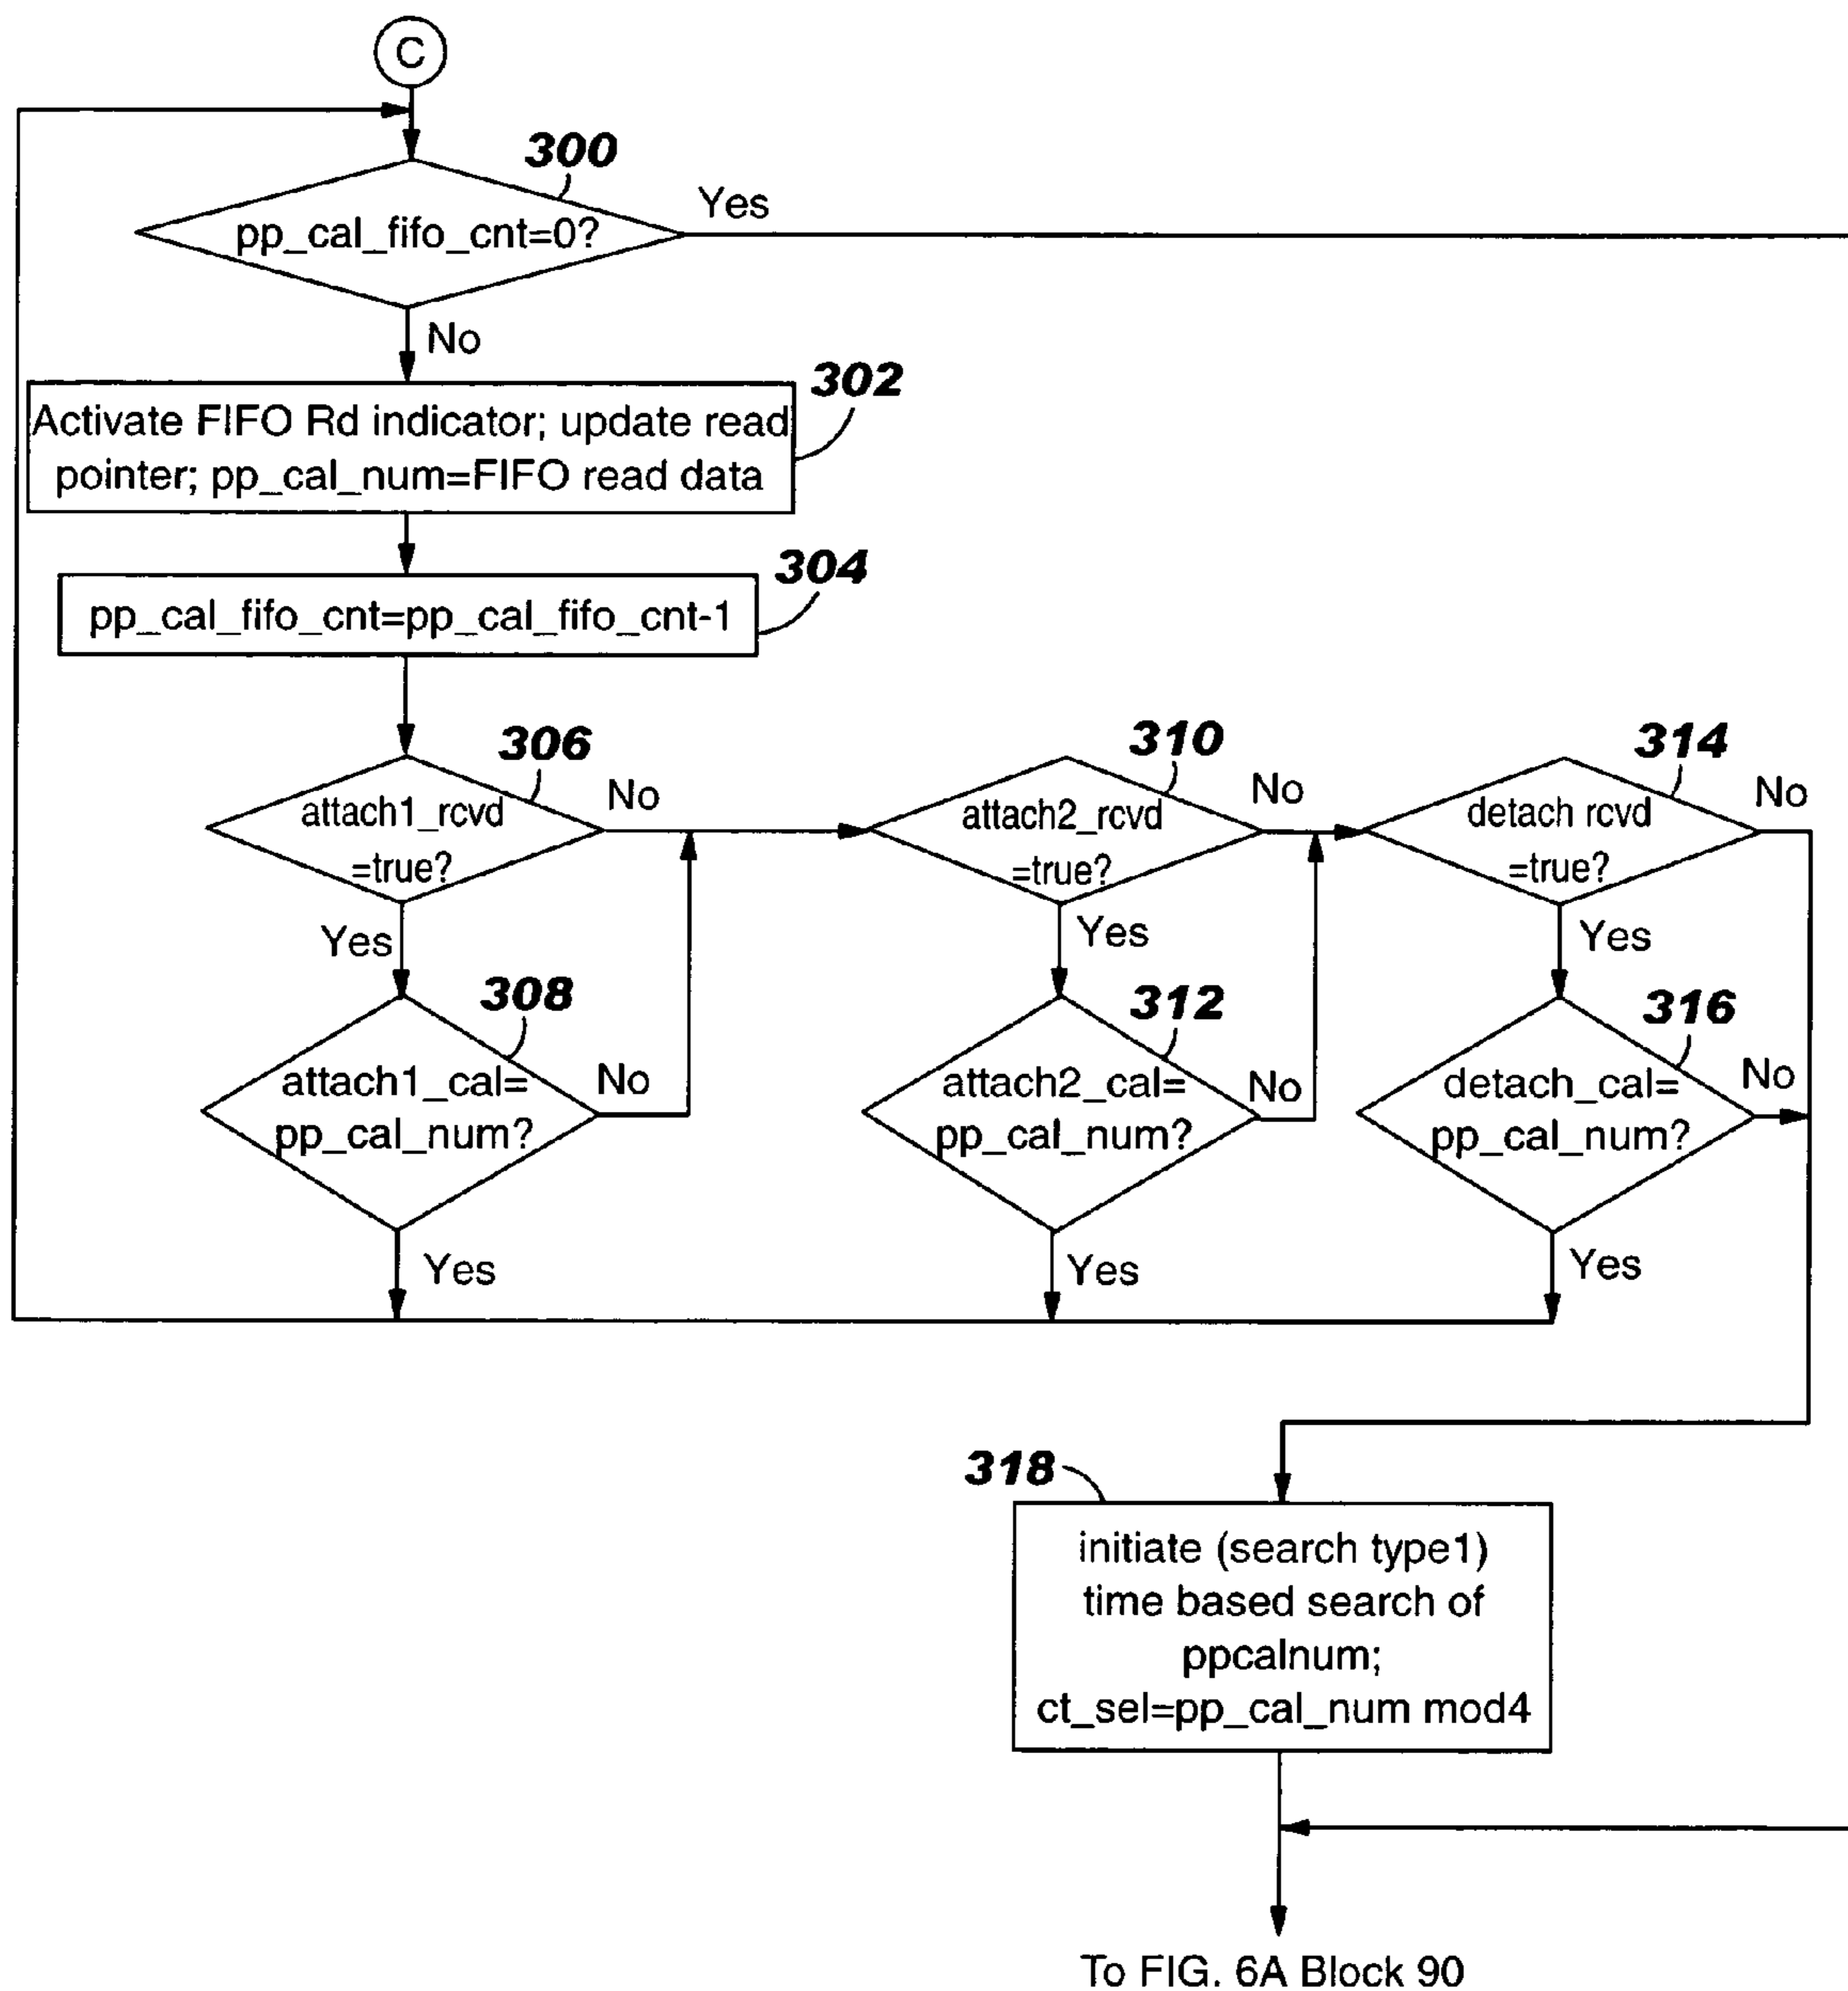 C
300
pp_cal_fifo_cnt=0?
Yes
No
302
Activate FIFO Rd indicator; update read
pointer; pp_cal_num=FIFO read data
304
pp_cal_fifo_cnt=pp_cal_fifo_cnt-1
306
attach1_rcvd
=true?
No
Yes
308
attach1_cal=
pp_cal_num?
No
Yes
310
attach2_rcvd
=true?
No
Yes
312
attach2_cal=
pp_cal_num?
No
Yes
314
detach rcvd
=true?
No
Yes
316
detach_cal=
pp_cal_num?
No
Yes
318
initiate (search type1)
time based search of
ppcalnum;
ct_sel=pp_cal_num mod4
To FIG. 6A Block 90